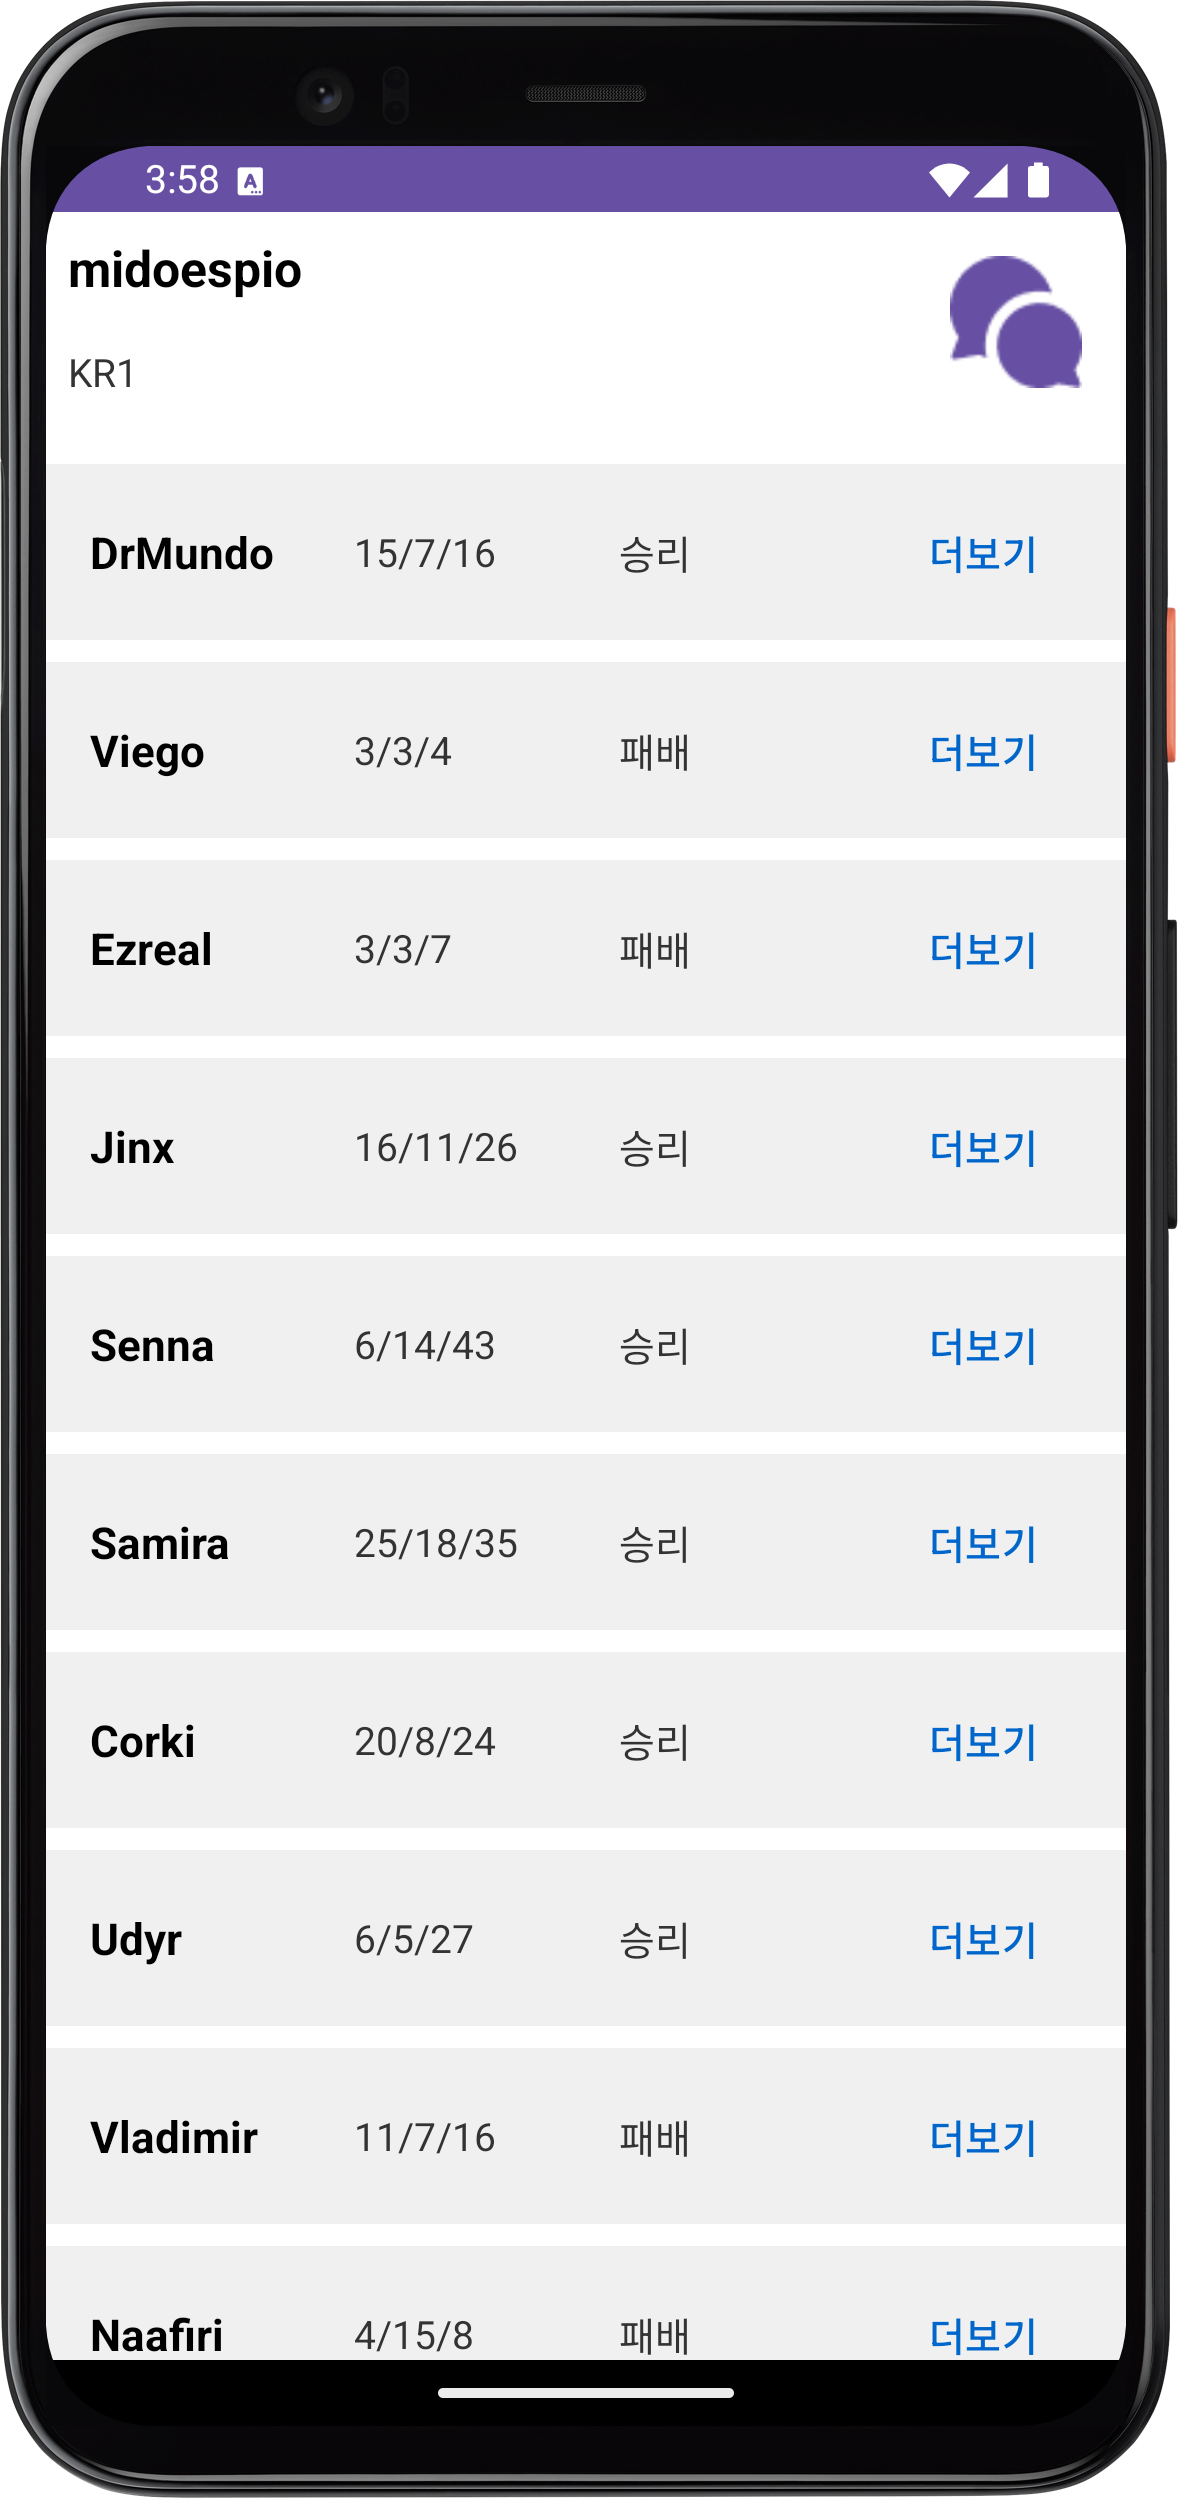 3:58
midoespio
KR1
DrMundo 15/7/16 승리 더보기
Viego 3/3/4 패배 더보기
Ezreal 3/3/7 패배 더보기
Jinx 16/11/26 승리 더보기
Senna 6/14/43 승리 더보기
Samira 25/18/35 승리 더보기
Corki 20/8/24 승리 더보기
Udyr 6/5/27 승리 더보기
Vladimir 11/7/16 패배 더보기
Naafiri 4/15/8 패배 더보기